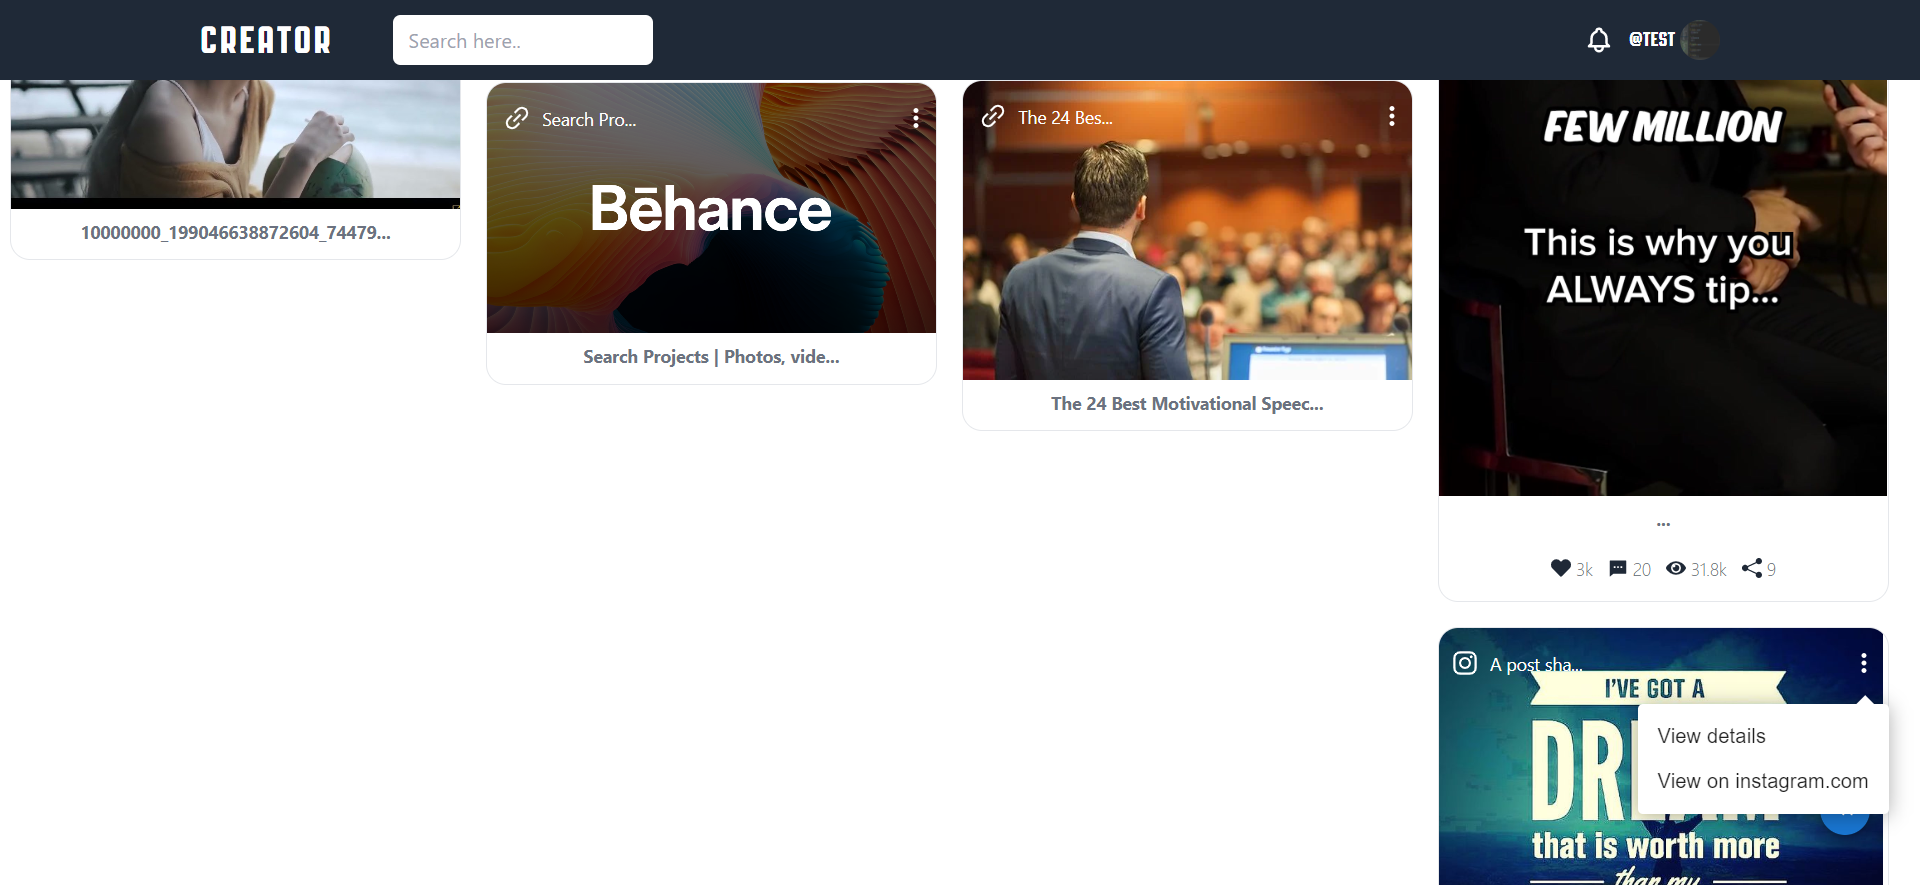 CREATOR
Search here..
@TEST
10000000_199046638872604_74479...
Search Pro...
Bēhance
Search Projects | Photos, vide...
The 24 Bes...
The 24 Best Motivational Speec...
FEW MILLION
This is why you
ALWAYS tip...
...
3k 20 31.8k 9
A post sha...
I'VE GOT A
View details
View on instagram.com
that is worth more
than my